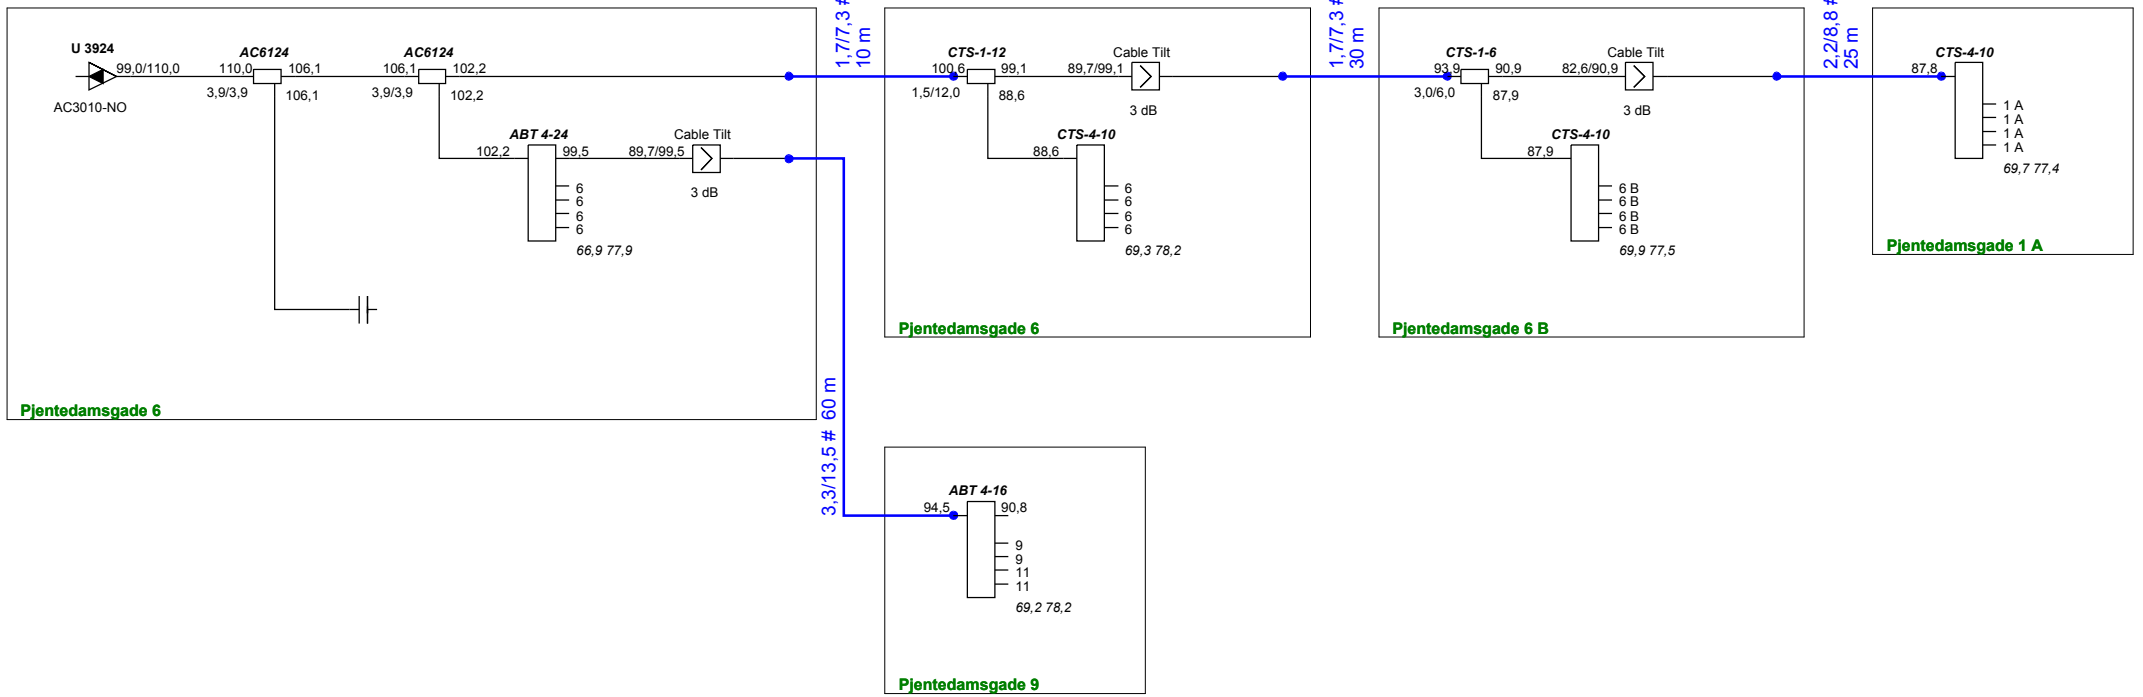 U 3924
99,0/110,0
AC3010-NO
AC6124
110,0
106,1
3,9/3,9
106,1
AC6124
106,1
102,2
3,9/3,9
102,2
ABT 4-24
102,2
99,5
6
6
6
6
66,9 77,9
Cable Tilt
89,7/99,5
3 dB
Pjentedamsgade 6
1,7/7,3 #
10 m
CTS-1-12
100,6
99,1
1,5/12,0
88,6
Cable Tilt
89,7/99,1
3 dB
CTS-4-10
88,6
6
6
6
6
69,3 78,2
Pjentedamsgade 6
1,7/7,3 #
30 m
CTS-1-6
93,9
90,9
3,0/6,0
87,9
Cable Tilt
82,6/90,9
3 dB
CTS-4-10
87,9
6 B
6 B
6 B
6 B
69,9 77,5
Pjentedamsgade 6 B
2,2/8,8 #
25 m
CTS-4-10
87,8
1 A
1 A
1 A
1 A
69,7 77,4
Pjentedamsgade 1 A
3,3/13,5 # 60 m
ABT 4-16
94,5
90,8
9
9
11
11
69,2 78,2
Pjentedamsgade 9